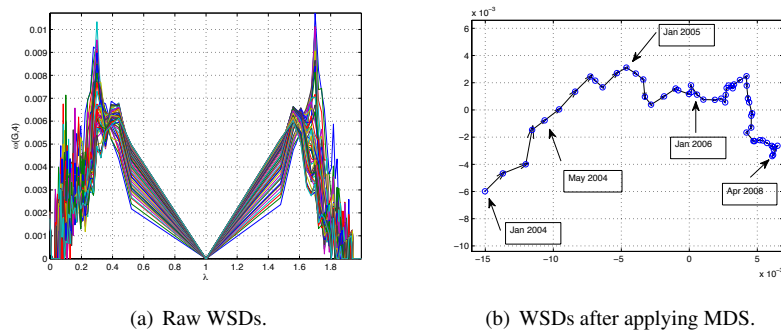 0.01
0.009
0.008
0.007
0.006
0.005
0.004
0.003
0.002
0.001
0
ω(G,4)
0 0.2 0.4 0.6 0.8 1 1.2 1.4 1.6 1.8
λ
(a) Raw WSDs.
x 10⁻³
6
4
2
0
−2
−4
−6
−8
−10
Jan 2005
Jan 2006
May 2004
Apr 2008
Jan 2004
−15 −10 −5 0 5
x 10⁻³
(b) WSDs after applying MDS.